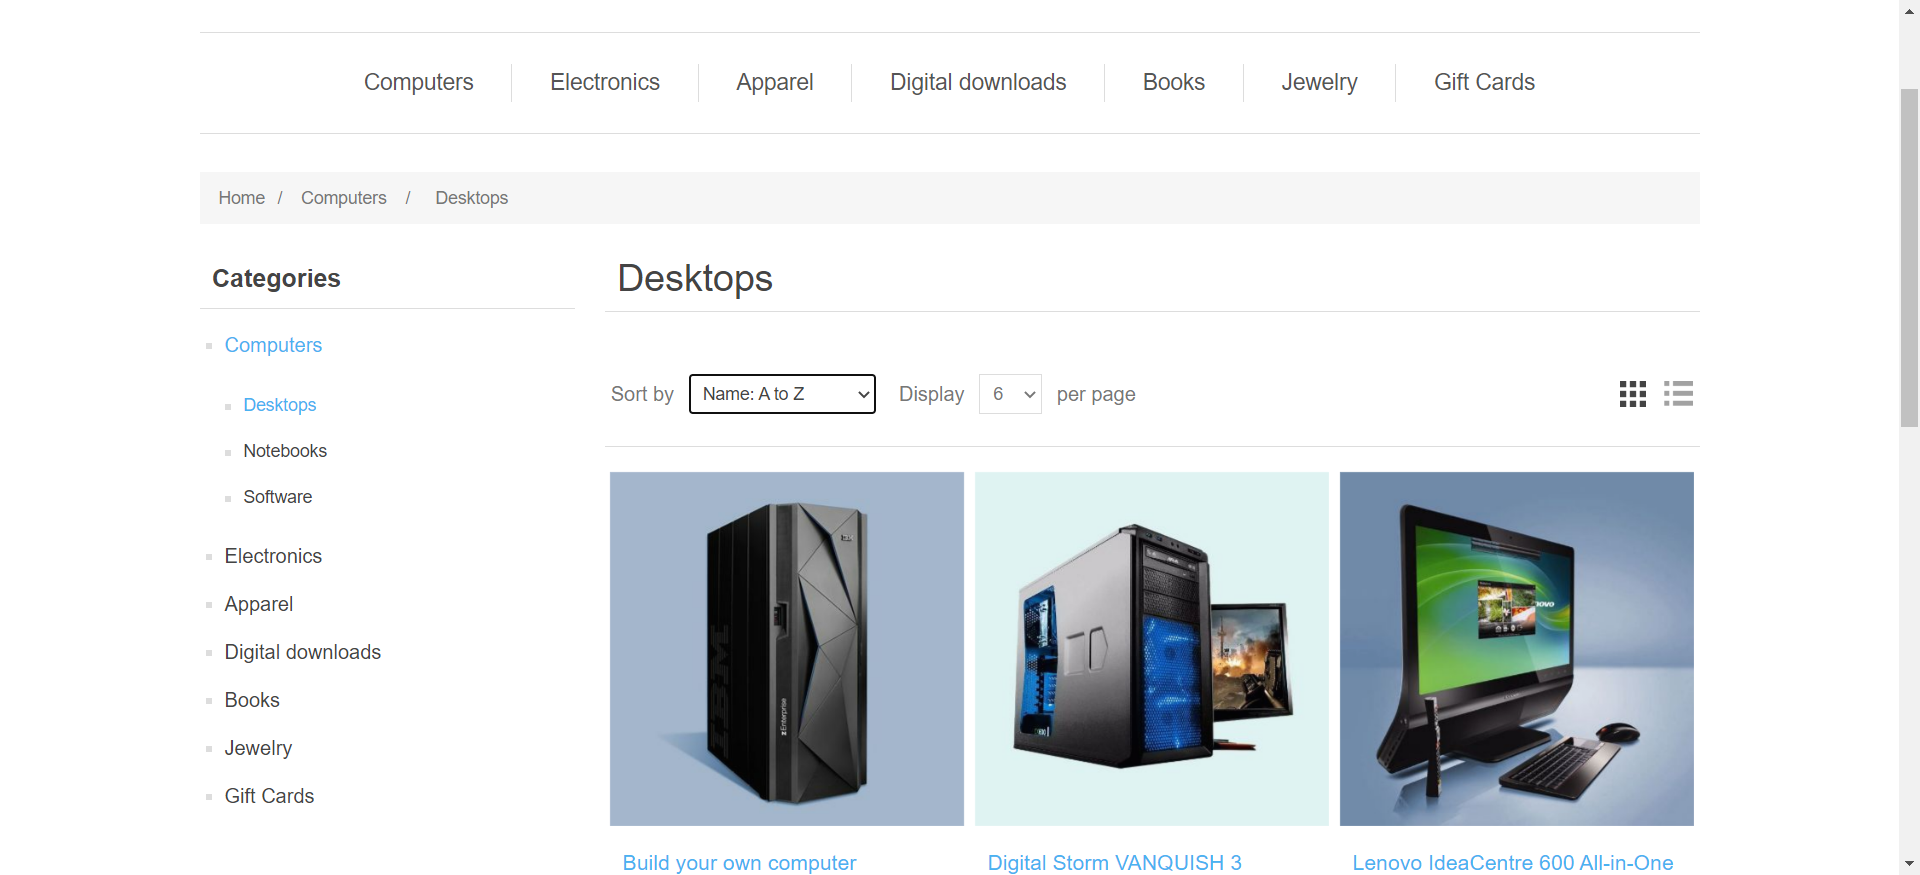 Computers Electronics Apparel Digital downloads Books Jewelry Gift Cards
Home / Computers / Desktops
Categories
Computers
Desktops
Notebooks
Software
Electronics
Apparel
Digital downloads
Books
Jewelry
Gift Cards
Desktops
Sort by Name: A to Z Display 6 per page
IBM
zEnterprise
Build your own computer
Digital Storm VANQUISH 3
Lenovo IdeaCentre 600 All-in-One